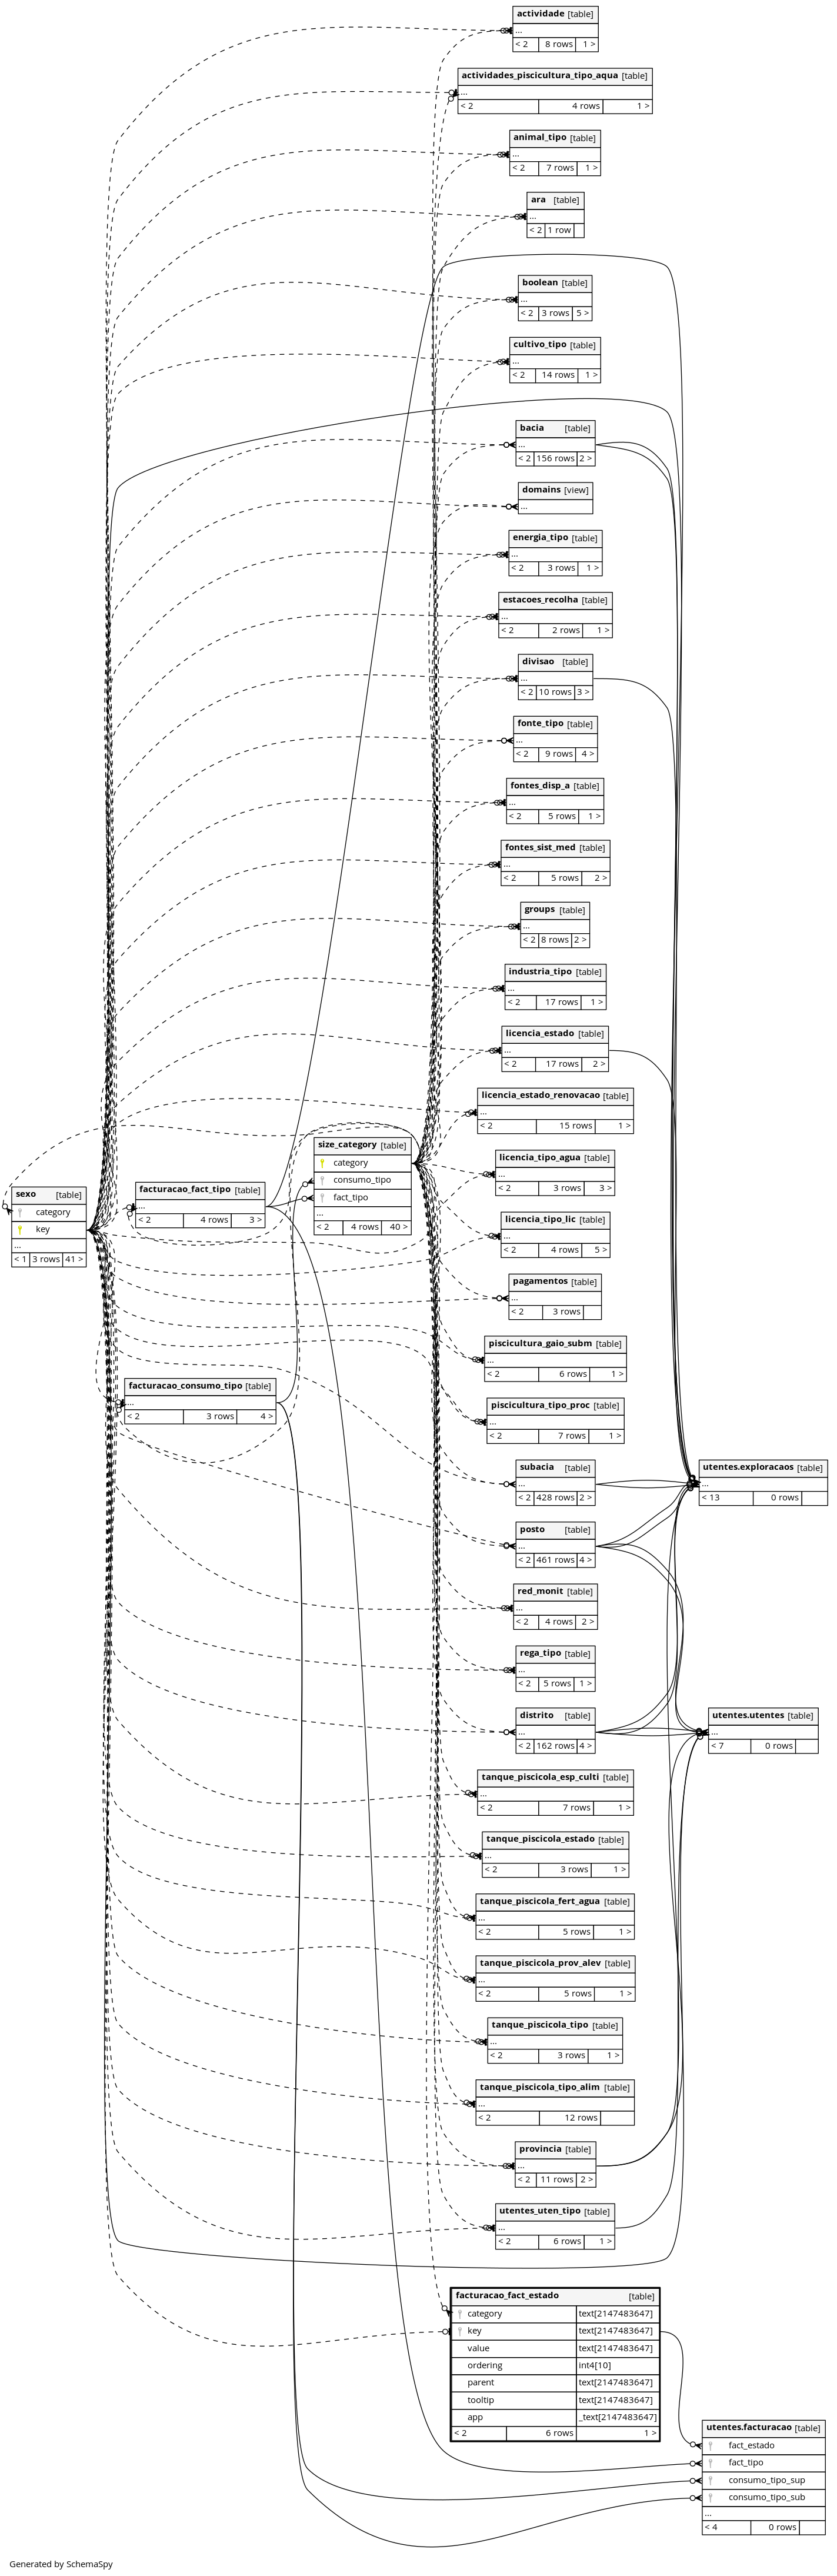 actividade [table]
...
< 2 8 rows 1 >
actividades_piscicultura_tipo_aqua [table]
...
< 2 4 rows 1 >
animal_tipo [table]
...
< 2 7 rows 1 >
ara [table]
...
< 2 1 row
boolean [table]
...
< 2 3 rows 5 >
cultivo_tipo [table]
...
< 2 14 rows 1 >
bacia [table]
...
< 2 156 rows 2 >
domains [view]
...
energia_tipo [table]
...
< 2 3 rows 1 >
estacoes_recolha [table]
...
< 2 2 rows 1 >
divisao [table]
...
< 2 10 rows 3 >
fonte_tipo [table]
...
< 2 9 rows 4 >
fontes_disp_a [table]
...
< 2 5 rows 1 >
fontes_sist_med [table]
...
< 2 5 rows 2 >
groups [table]
...
< 2 8 rows 2 >
industria_tipo [table]
...
< 2 17 rows 1 >
licencia_estado [table]
...
< 2 17 rows 2 >
licencia_estado_renovacao [table]
...
< 2 15 rows 1 >
size_category [table]
category
consumo_tipo
fact_tipo
...
< 2 4 rows 40 >
licencia_tipo_agua [table]
...
< 2 3 rows 3 >
sexo [table]
category
key
...
< 1 3 rows 41 >
facturacao_fact_tipo [table]
...
< 2 4 rows 3 >
licencia_tipo_lic [table]
...
< 2 4 rows 5 >
pagamentos [table]
...
< 2 3 rows
piscicultura_gaio_subm [table]
...
< 2 6 rows 1 >
facturacao_consumo_tipo [table]
...
< 2 3 rows 4 >
piscicultura_tipo_proc [table]
...
< 2 7 rows 1 >
subacia [table]
...
< 2 428 rows 2 >
utentes.exploracaos [table]
...
< 13 0 rows
posto [table]
...
< 2 461 rows 4 >
red_monit [table]
...
< 2 4 rows 2 >
rega_tipo [table]
...
< 2 5 rows 1 >
distrito [table]
...
< 2 162 rows 4 >
utentes.utentes [table]
...
< 7 0 rows
tanque_piscicola_esp_culti [table]
...
< 2 7 rows 1 >
tanque_piscicola_estado [table]
...
< 2 3 rows 1 >
tanque_piscicola_fert_agua [table]
...
< 2 5 rows 1 >
tanque_piscicola_prov_alev [table]
...
< 2 5 rows 1 >
tanque_piscicola_tipo [table]
...
< 2 3 rows 1 >
tanque_piscicola_tipo_alim [table]
...
< 2 12 rows
provincia [table]
...
< 2 11 rows 2 >
utentes_uten_tipo [table]
...
< 2 6 rows 1 >
facturacao_fact_estado [table]
category text[2147483647]
key text[2147483647]
value text[2147483647]
ordering int4[10]
parent text[2147483647]
tooltip text[2147483647]
app _text[2147483647]
< 2 6 rows 1 >
utentes.facturacao [table]
fact_estado
fact_tipo
consumo_tipo_sup
consumo_tipo_sub
...
< 4 0 rows
Generated by SchemaSpy